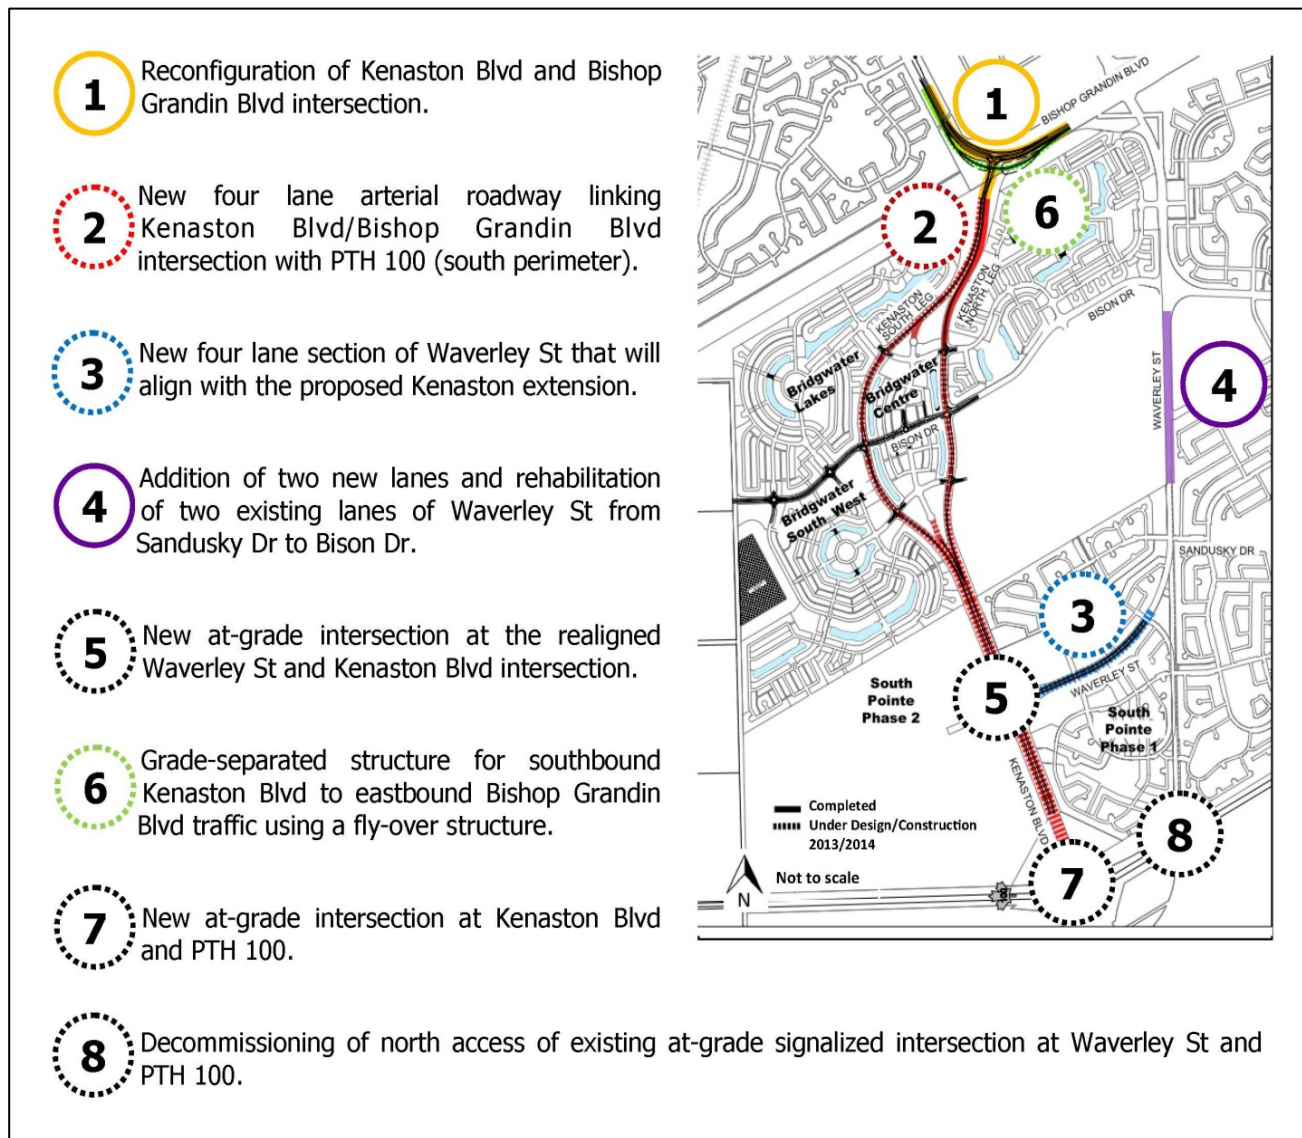 1
Reconfiguration of Kenaston Blvd and Bishop
Grandin Blvd intersection.
2
New four lane arterial roadway linking
Kenaston Blvd/Bishop Grandin Blvd
intersection with PTH 100 (south perimeter).
3
New four lane section of Waverley St that will
align with the proposed Kenaston extension.
4
Addition of two new lanes and rehabilitation
of two existing lanes of Waverley St from
Sandusky Dr to Bison Dr.
5
New at-grade intersection at the realigned
Waverley St and Kenaston Blvd intersection.
6
Grade-separated structure for southbound
Kenaston Blvd to eastbound Bishop Grandin
Blvd traffic using a fly-over structure.
7
New at-grade intersection at Kenaston Blvd
and PTH 100.
8
Decommissioning of north access of existing at-grade signalized intersection at Waverley St and
PTH 100.
1
BISHOP GRANDIN BLVD
2
6
KENASTON
SOUTH LEG
KENASTON
NORTH LEG
BISON DR
WAVERLEY ST
4
Bridgwater
Lakes
Bridgwater
Centre
BISON DR
Bridgwater
South West
SANDUSKY DR
3
WAVERLEY ST
5
South
Pointe
Phase 2
South
Pointe
Phase 1
KENASTON BLVD
Completed
Under Design/Construction
2013/2014
8
7
N
Not to scale